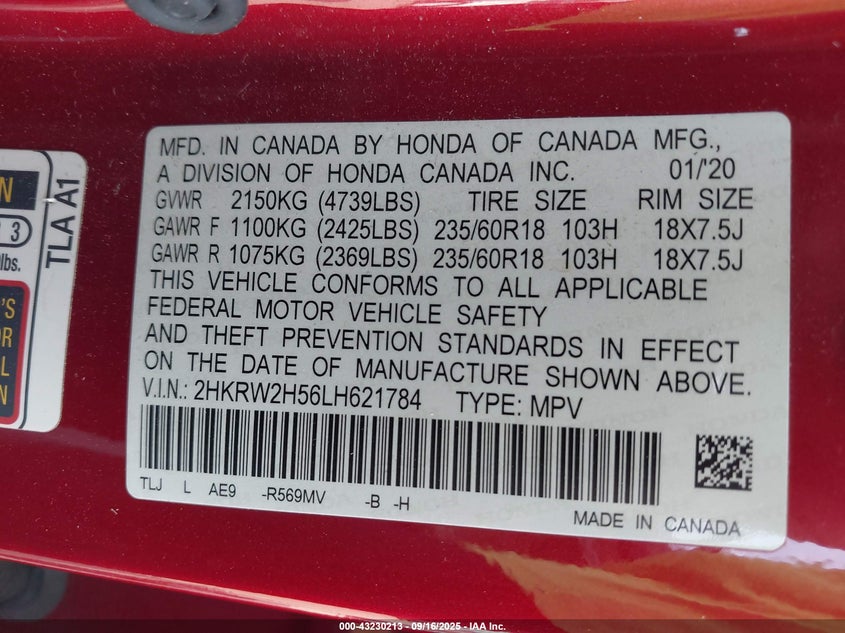 MFD. IN CANADA BY HONDA OF CANADA MFG.,
A DIVISION OF HONDA CANADA INC. 01/'20
GVWR 2150KG (4739LBS) TIRE SIZE RIM SIZE
GAWR F 1100KG (2425LBS) 235/60R18 103H 18X7.5J
GAWR R 1075KG (2369LBS) 235/60R18 103H 18X7.5J
THIS VEHICLE CONFORMS TO ALL APPLICABLE
FEDERAL MOTOR VEHICLE SAFETY
AND THEFT PREVENTION STANDARDS IN EFFECT
ON THE DATE OF MANUFACTURE SHOWN ABOVE.
V.I.N.: 2HKRW2H56LH621784 TYPE: MPV
TLJ L AE9 -R569MV -B -H
MADE IN CANADA
TLA A1
N
3
lbs.
'S
OR
L
N
000-43230213 - 09/16/2025 - IAA Inc.